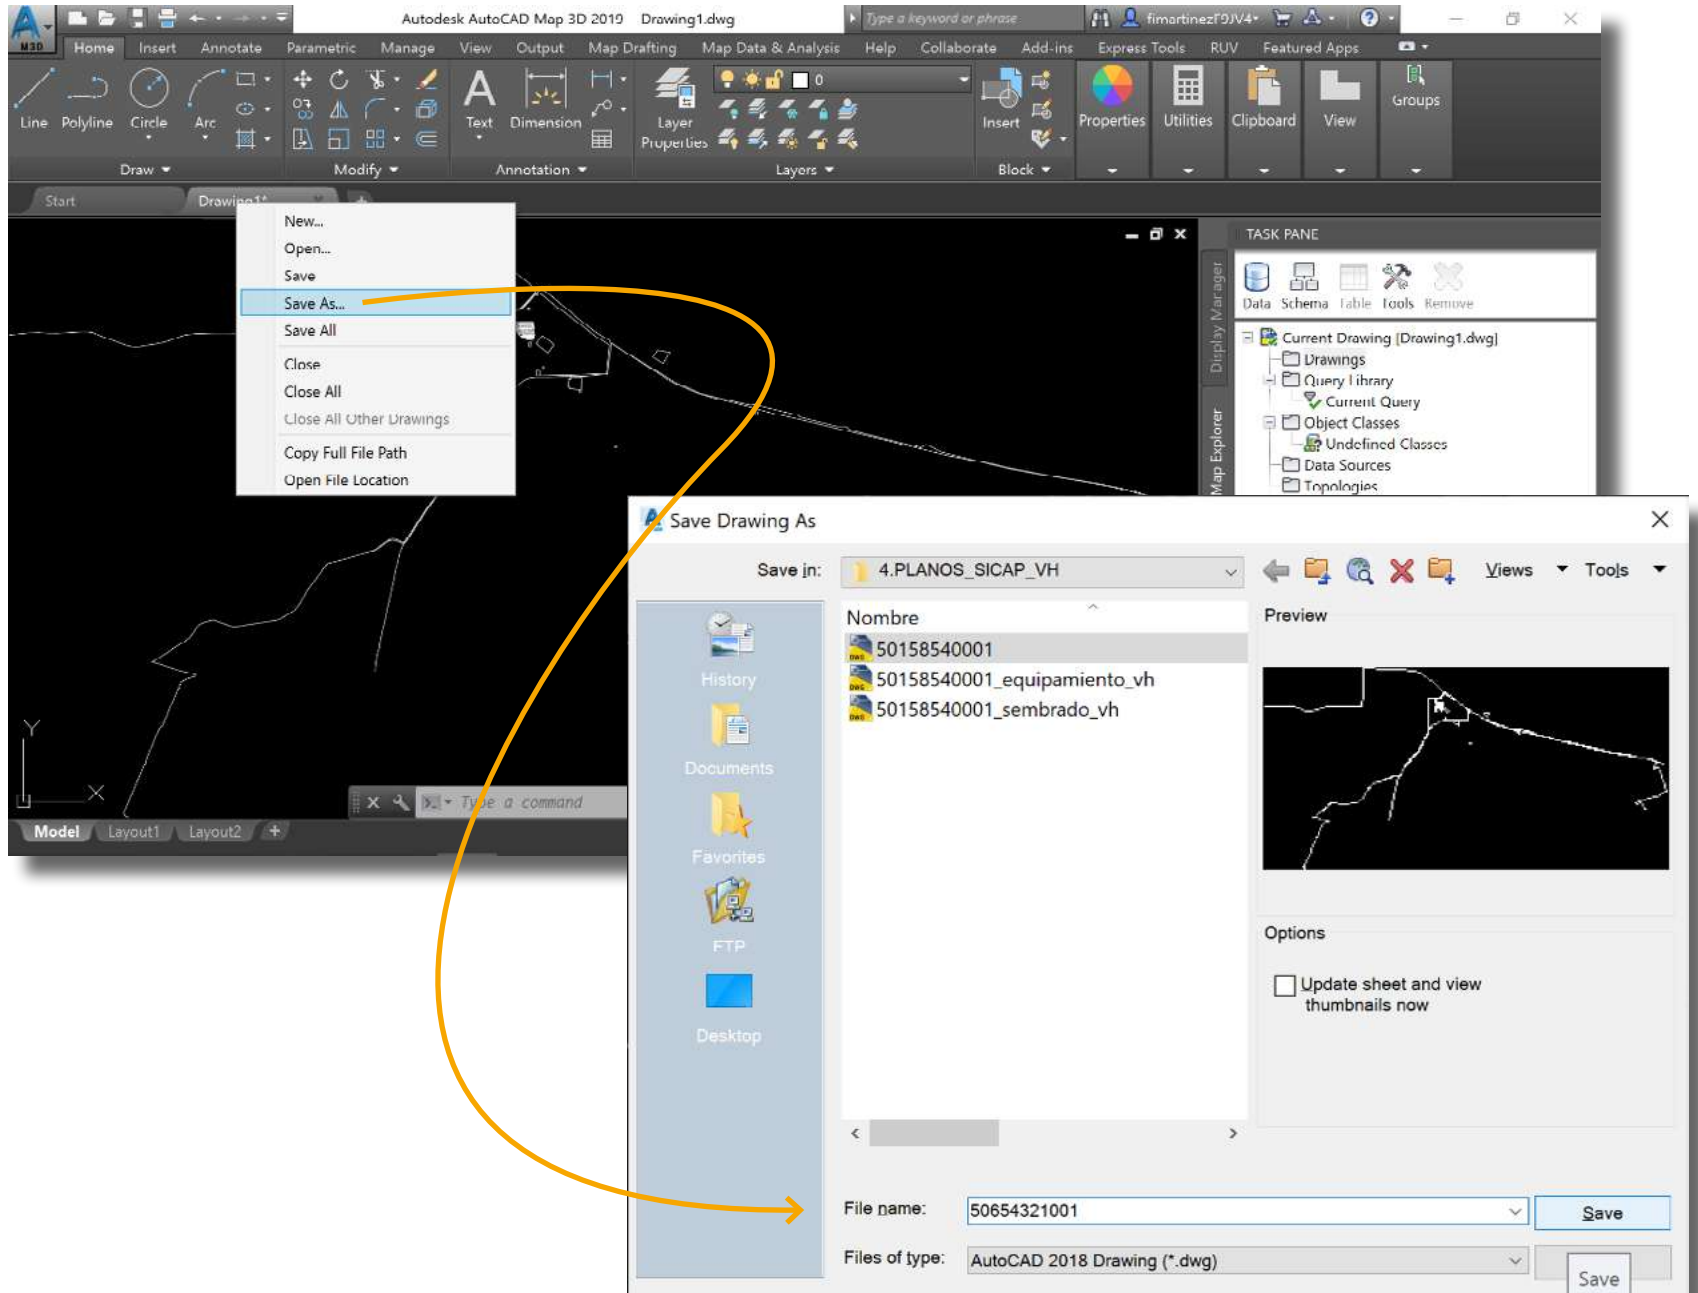 Autodesk AutoCAD Map 3D 2019 Drawing1.dwg
Type a keyword or phrase
fimartinezF9JV4
M3D
Home Insert Annotate Parametric Manage View Output Map Drafting Map Data & Analysis Help Collaborate Add-ins Express Tools RUV Featured Apps
0
Line Polyline Circle Arc
Text Dimension
Layer Properties
Insert
Properties Utilities Clipboard View Groups
Draw Modify Annotation Layers Block
Start Drawing1*
New...
Open...
Save
Save As...
Save All
Close
Close All
Close All Other Drawings
Copy Full File Path
Open File Location
TASK PANE
Data Schema Table Tools Remove
Display Manager
Map Explorer
Current Drawing [Drawing1.dwg]
Drawings
Query Library
Current Query
Object Classes
Undefined Classes
Data Sources
Topologies
Y
X
Type a command
Model Layout1 Layout2 +
Save Drawing As
Save in: 4.PLANOS_SICAP_VH
Views Tools
Nombre
50158540001
50158540001_equipamiento_vh
50158540001_sembrado_vh
History
Documents
Favorites
FTP
Desktop
Preview
Options
Update sheet and view
thumbnails now
File name: 50654321001
Save
Files of type: AutoCAD 2018 Drawing (*.dwg)
Save